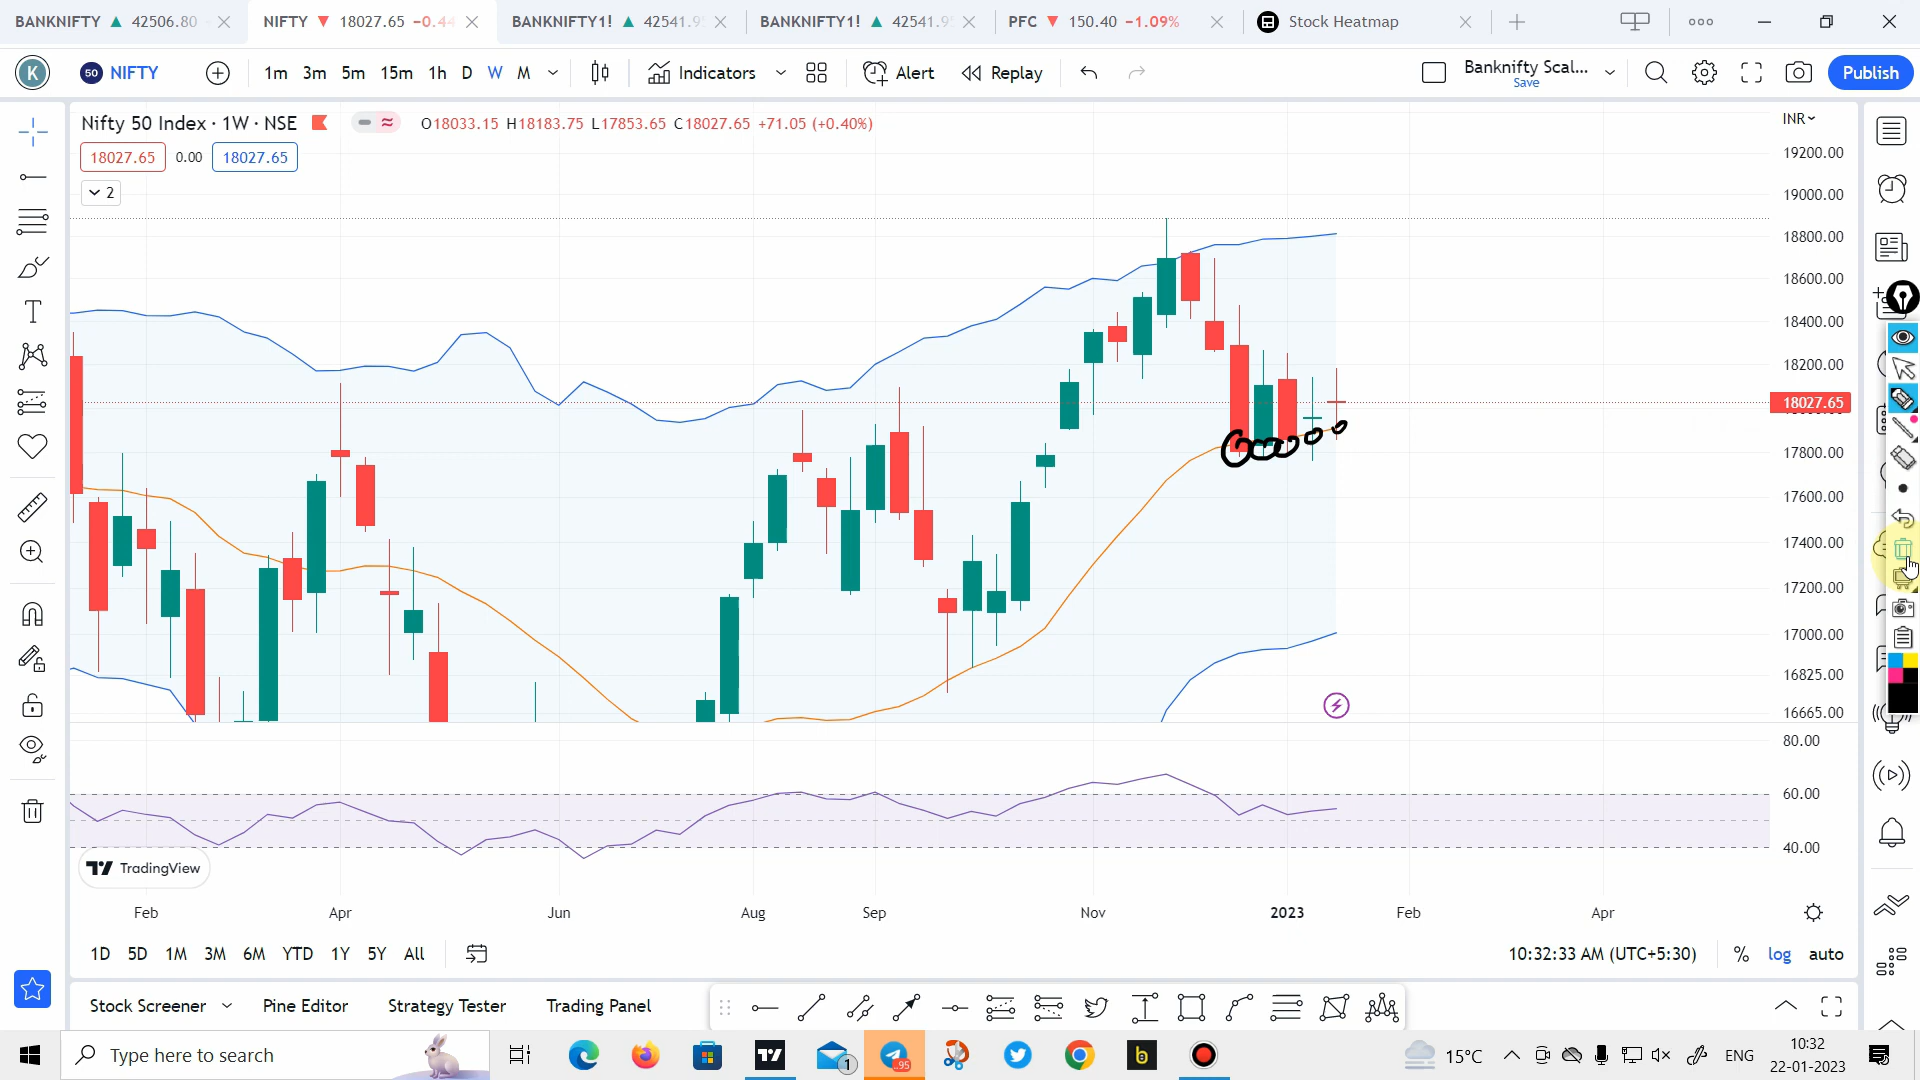 BANKNIFTY ▲ 42506.80
NIFTY ▼ 18027.65 −0.44
BANKNIFTY1! ▲ 42541.95
BANKNIFTY1! ▲ 42541.95
PFC ▼ 150.40 −1.09%
Stock Heatmap
K
50 NIFTY
1m 3m 5m 15m 1h D W M
Indicators
Alert
Replay
Banknifty Scal...
Save
Publish
Nifty 50 Index · 1W · NSE
O18033.15 H18183.75 L17853.65 C18027.65 +71.05 (+0.40%)
INR
18027.65 0.00 18027.65
2
19200.00
19000.00
18800.00
18600.00
18400.00
18200.00
18027.65
17800.00
17600.00
17400.00
17200.00
17000.00
16825.00
16665.00
80.00
60.00
40.00
TradingView
Feb Apr Jun Aug Sep Nov 2023 Feb Apr
1D 5D 1M 3M 6M YTD 1Y 5Y All
10:32:33 AM (UTC+5:30) % log auto
Stock Screener Pine Editor Strategy Tester Trading Panel
Type here to search
1
.95
b
15°C
ENG
10:32
22-01-2023